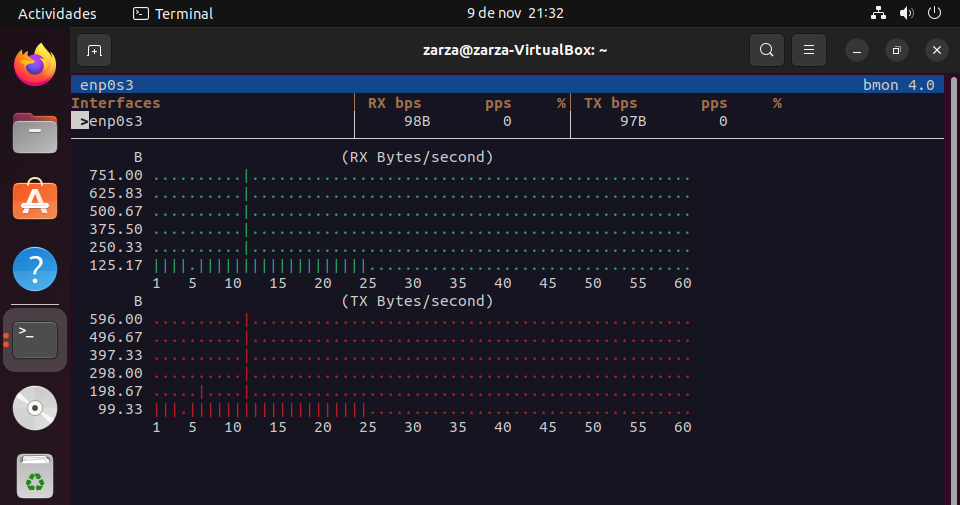 Actividades Terminal 9 de nov 21:32
zarza@zarza-VirtualBox: ~
enp0s3 bmon 4.0
Interfaces │ RX bps pps %│ TX bps pps %
>enp0s3 │ 98B 0 │ 97B 0
B (RX Bytes/second)
751.00 ..........|.................................................
625.83 ..........|.................................................
500.67 ..........|.................................................
375.50 ..........|.................................................
250.33 ..........|.................................................
125.17 ||||.|||||||||||||||||||....................................
1 5 10 15 20 25 30 35 40 45 50 55 60
B (TX Bytes/second)
596.00 ..........|.................................................
496.67 ..........|.................................................
397.33 ..........|.................................................
298.00 ..........|.................................................
198.67 .....|....|.................................................
99.33 |||.||||||||||||||||||||....................................
1 5 10 15 20 25 30 35 40 45 50 55 60